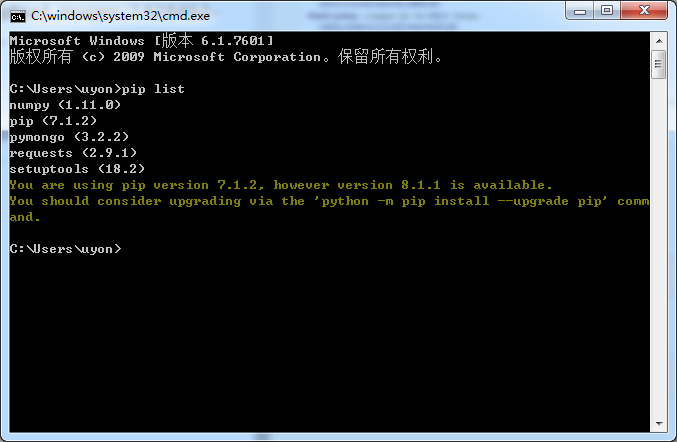 C:\windows\system32\cmd.exe
Microsoft Windows [版本 6.1.7601]
版权所有 (c) 2009 Microsoft Corporation。保留所有权利。
C:\Users\uyon>pip list
numpy (1.11.0)
pip (7.1.2)
pymongo (3.2.2)
requests (2.9.1)
setuptools (18.2)
You are using pip version 7.1.2, however version 8.1.1 is available.
You should consider upgrading via the 'python -m pip install --upgrade pip' comm
and.
C:\Users\uyon>